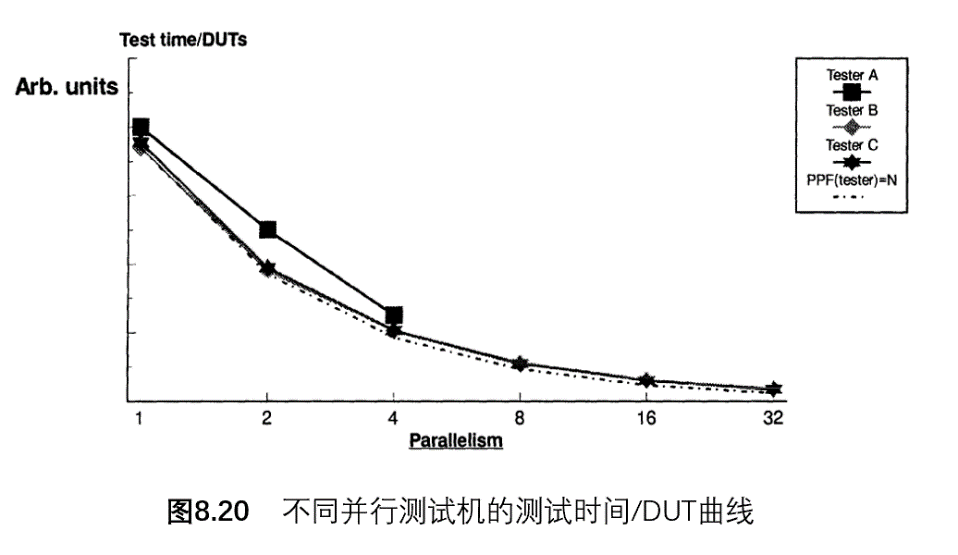 Test time/DUTs
Arb. units
Tester A
Tester B
Tester C
PPF(tester)=N
1 2 4 8 16 32
Parallelism
图8.20 不同并行测试机的测试时间/DUT曲线